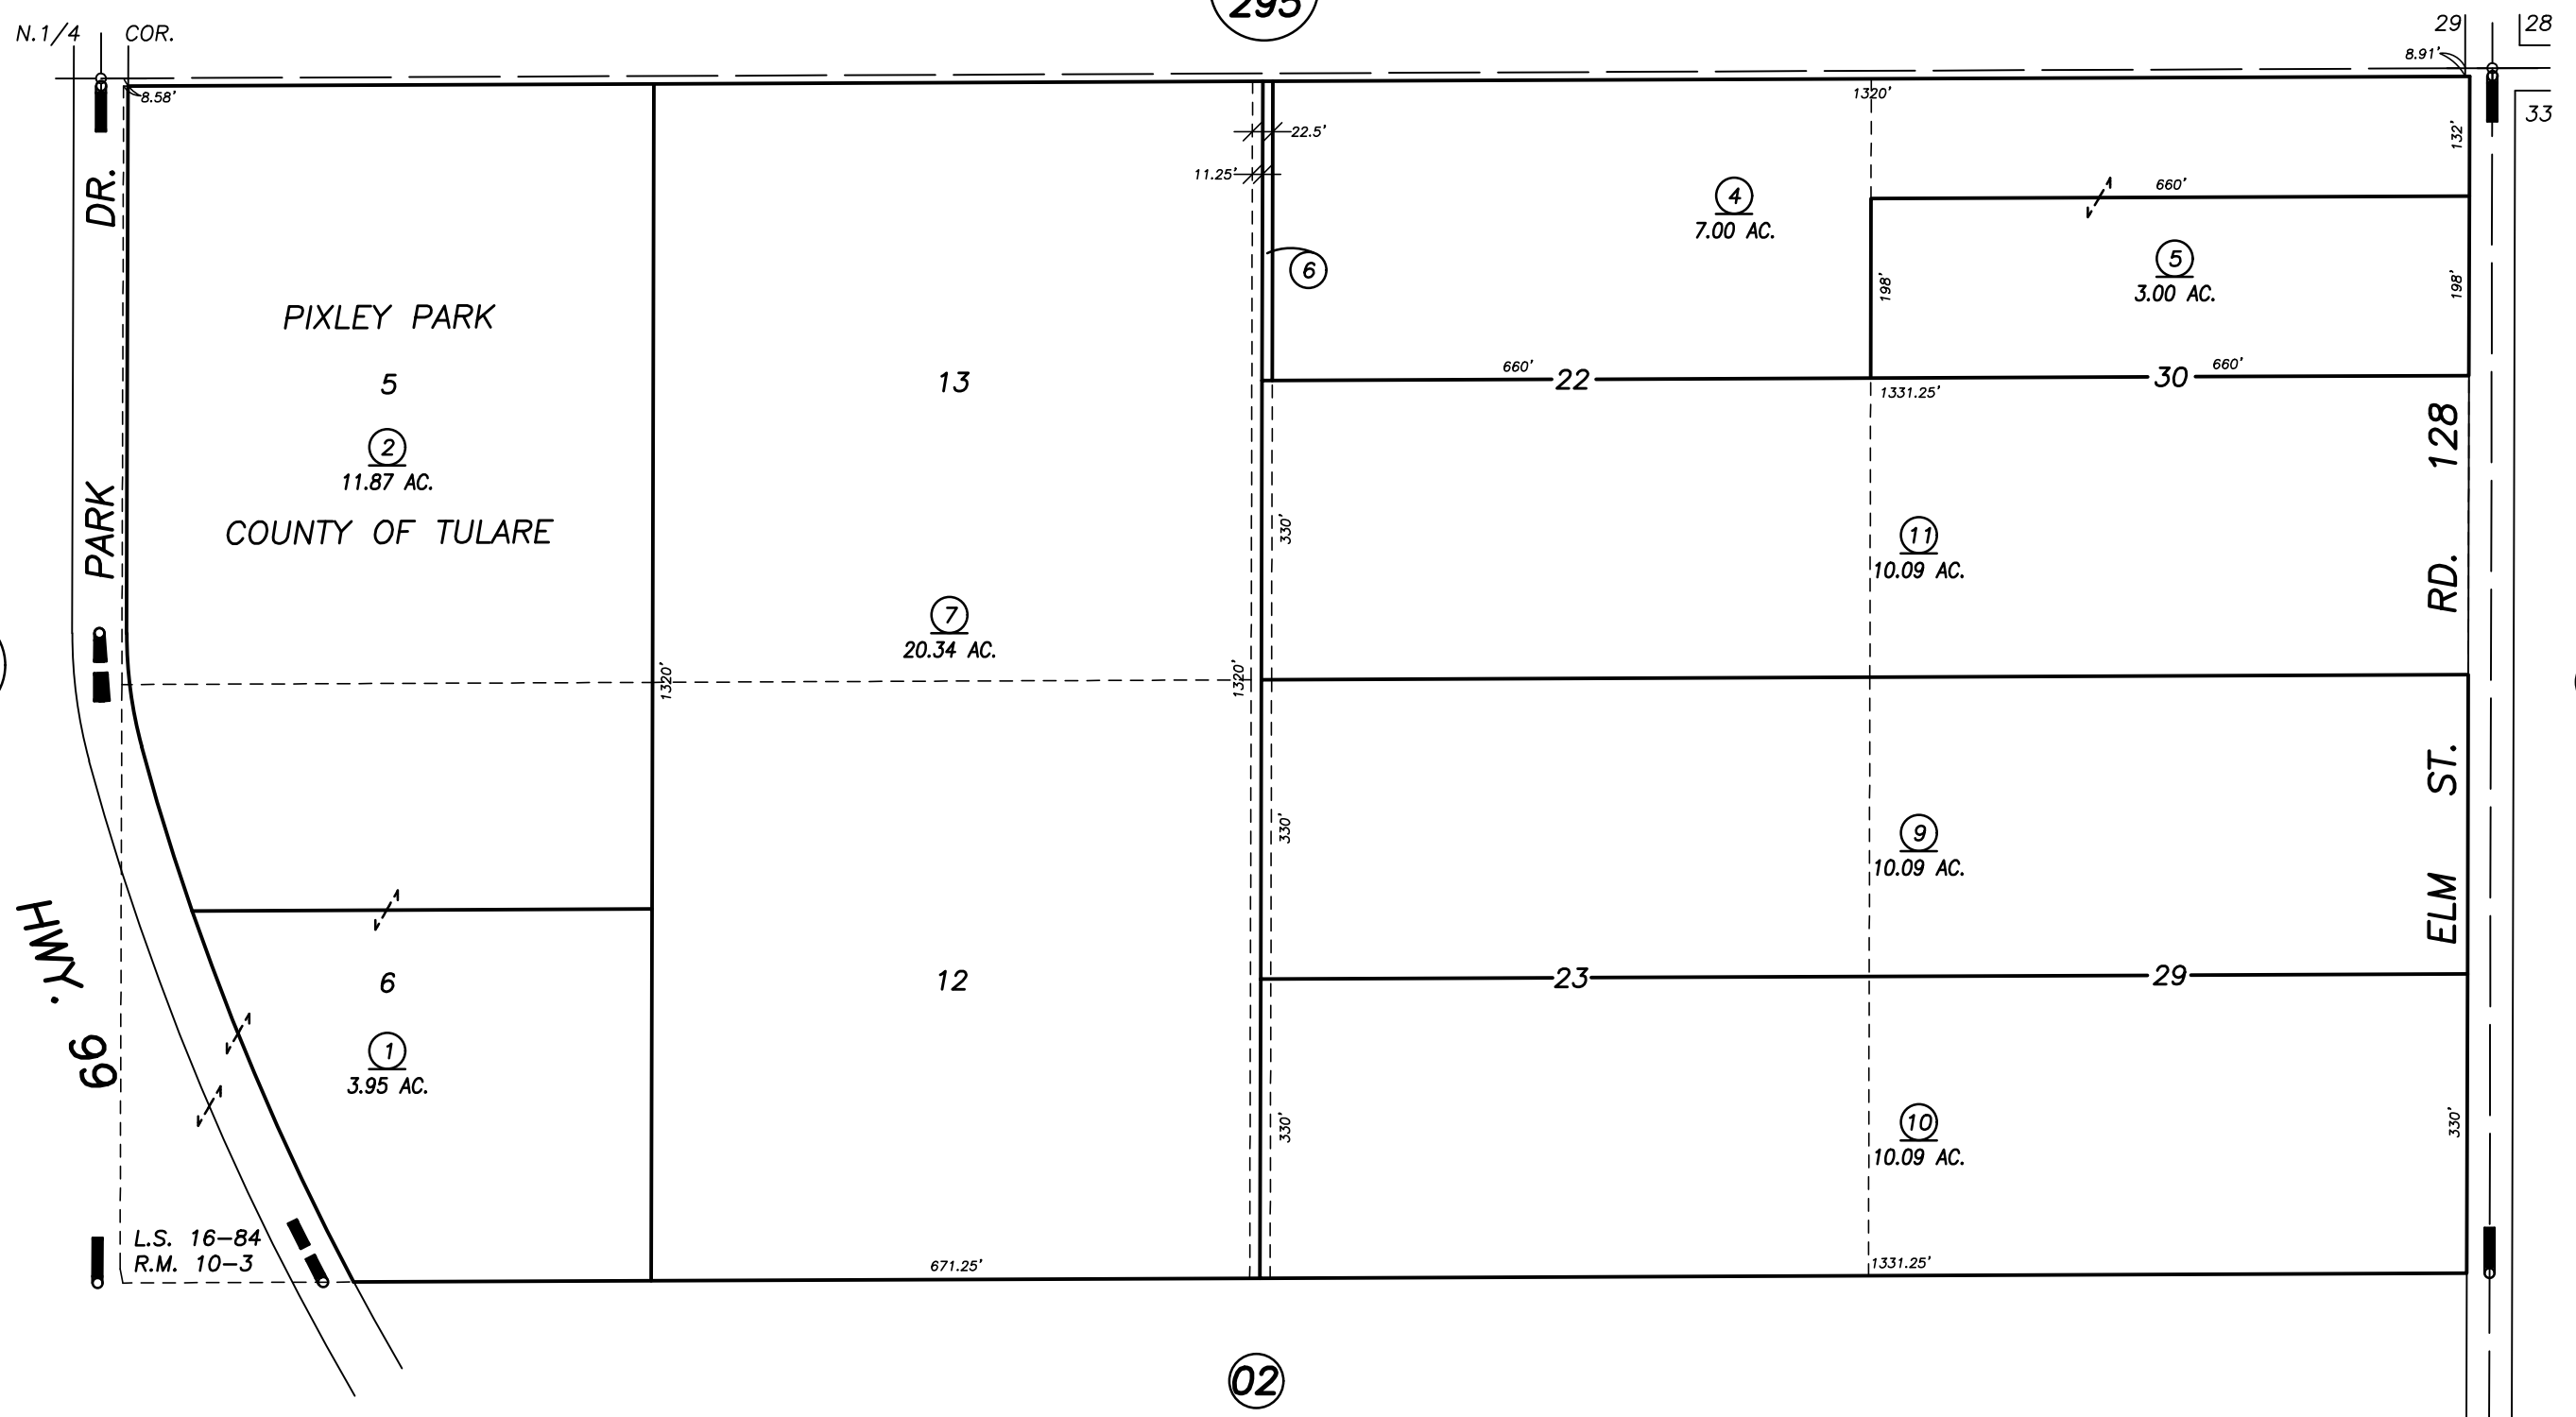 295
N.1/4 COR.
29
28
8.91'
8.58'
1320'
33
22.5'
132'
11.25'
DR.
660'
4
7.00 AC.
5
3.00 AC.
6
198'
198'
PIXLEY PARK
5
13
660'
22
660'
30
1331.25'
2
11.87 AC.
COUNTY OF TULARE
PARK
330'
11
10.09 AC.
RD. 128
7
20.34 AC.
1320'
1320'
330'
9
10.09 AC.
ELM ST.
HWY. 99
6
12
23
29
1
3.95 AC.
330'
10
10.09 AC.
330'
L.S. 16-84
R.M. 10-3
671.25'
1331.25'
02